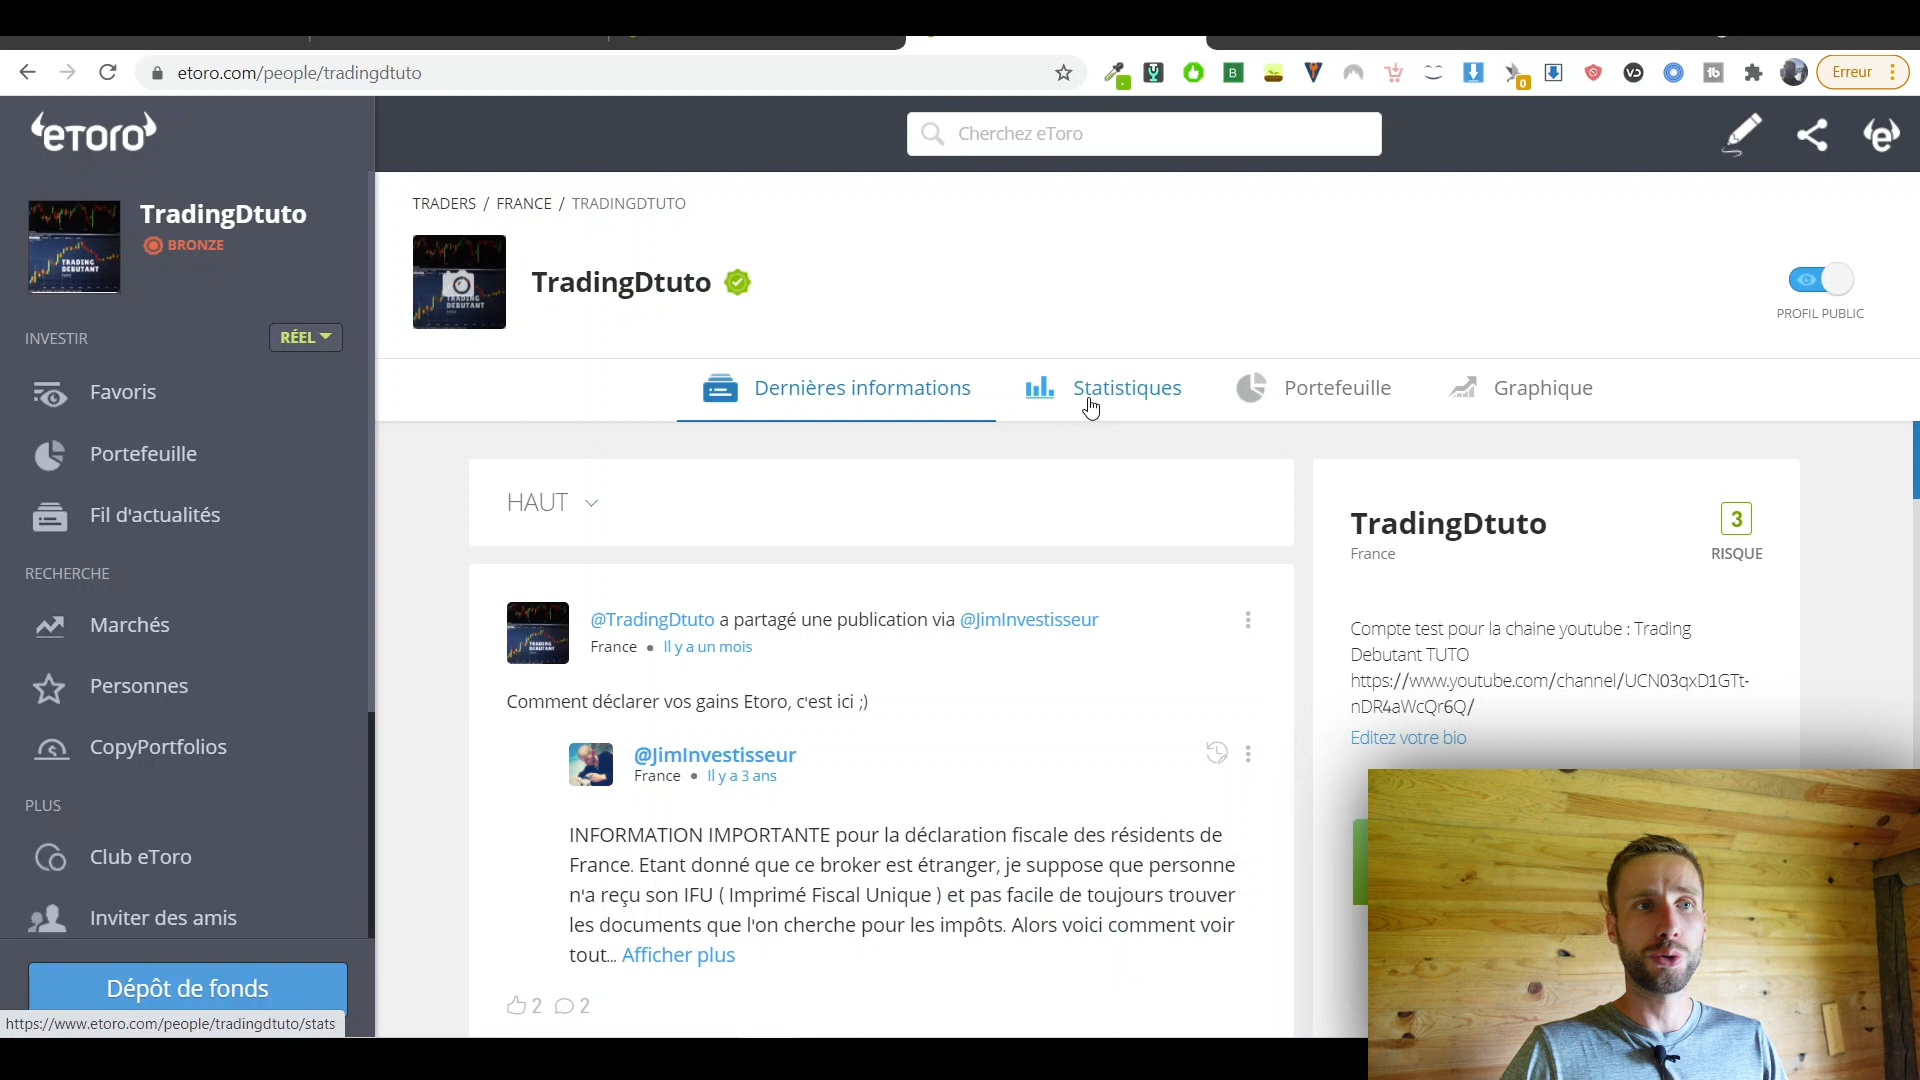 etoro.com/people/tradingdtuto
Erreur
eTORO
Cherchez eToro
TradingDtuto
BRONZE
INVESTIR
RÉEL
Favoris
Portefeuille
Fil d'actualités
RECHERCHE
Marchés
Personnes
CopyPortfolios
PLUS
Club eToro
Inviter des amis
Dépôt de fonds
https://www.etoro.com/people/tradingdtuto/stats
TRADERS / FRANCE / TRADINGDTUTO
TRADING
DEBUTANT
TradingDtuto
PROFIL PUBLIC
Dernières informations
Statistiques
Portefeuille
Graphique
HAUT
@TradingDtuto a partagé une publication via @JimInvestisseur
France • Il y a un mois
Comment déclarer vos gains Etoro, c'est ici ;)
@JimInvestisseur
France • Il y a 3 ans
INFORMATION IMPORTANTE pour la déclaration fiscale des résidents de
France. Etant donné que ce broker est étranger, je suppose que personne
n'a reçu son IFU ( Imprimé Fiscal Unique ) et pas facile de toujours trouver
les documents que l'on cherche pour les impôts. Alors voici comment voir
tout... Afficher plus
2 2
TradingDtuto
France
3
RISQUE
Compte test pour la chaine youtube : Trading
Debutant TUTO
https://www.youtube.com/channel/UCN03qxD1GTt-
nDR4aWcQr6Q/
Editez votre bio